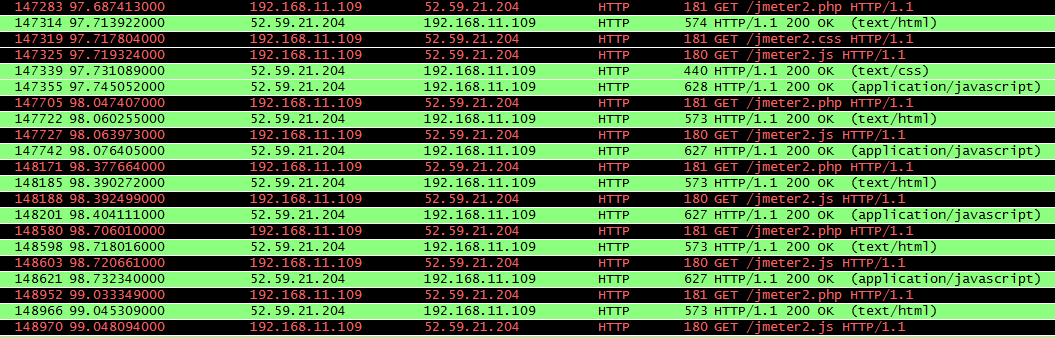 147283 97.687413000 192.168.11.109 52.59.21.204 HTTP 181 GET /jmeter2.php HTTP/1.1
147314 97.713922000 52.59.21.204 192.168.11.109 HTTP 574 HTTP/1.1 200 OK (text/html)
147319 97.717804000 192.168.11.109 52.59.21.204 HTTP 181 GET /jmeter2.css HTTP/1.1
147325 97.719324000 192.168.11.109 52.59.21.204 HTTP 180 GET /jmeter2.js HTTP/1.1
147339 97.731089000 52.59.21.204 192.168.11.109 HTTP 440 HTTP/1.1 200 OK (text/css)
147355 97.745052000 52.59.21.204 192.168.11.109 HTTP 628 HTTP/1.1 200 OK (application/javascript)
147705 98.047407000 192.168.11.109 52.59.21.204 HTTP 181 GET /jmeter2.php HTTP/1.1
147722 98.060255000 52.59.21.204 192.168.11.109 HTTP 573 HTTP/1.1 200 OK (text/html)
147727 98.063973000 192.168.11.109 52.59.21.204 HTTP 180 GET /jmeter2.js HTTP/1.1
147742 98.076405000 52.59.21.204 192.168.11.109 HTTP 627 HTTP/1.1 200 OK (application/javascript)
148171 98.377664000 192.168.11.109 52.59.21.204 HTTP 181 GET /jmeter2.php HTTP/1.1
148185 98.390272000 52.59.21.204 192.168.11.109 HTTP 573 HTTP/1.1 200 OK (text/html)
148188 98.392499000 192.168.11.109 52.59.21.204 HTTP 180 GET /jmeter2.js HTTP/1.1
148201 98.404111000 52.59.21.204 192.168.11.109 HTTP 627 HTTP/1.1 200 OK (application/javascript)
148580 98.706010000 192.168.11.109 52.59.21.204 HTTP 181 GET /jmeter2.php HTTP/1.1
148598 98.718016000 52.59.21.204 192.168.11.109 HTTP 573 HTTP/1.1 200 OK (text/html)
148603 98.720661000 192.168.11.109 52.59.21.204 HTTP 180 GET /jmeter2.js HTTP/1.1
148621 98.732340000 52.59.21.204 192.168.11.109 HTTP 627 HTTP/1.1 200 OK (application/javascript)
148952 99.033349000 192.168.11.109 52.59.21.204 HTTP 181 GET /jmeter2.php HTTP/1.1
148966 99.045309000 52.59.21.204 192.168.11.109 HTTP 573 HTTP/1.1 200 OK (text/html)
148970 99.048094000 192.168.11.109 52.59.21.204 HTTP 180 GET /jmeter2.js HTTP/1.1